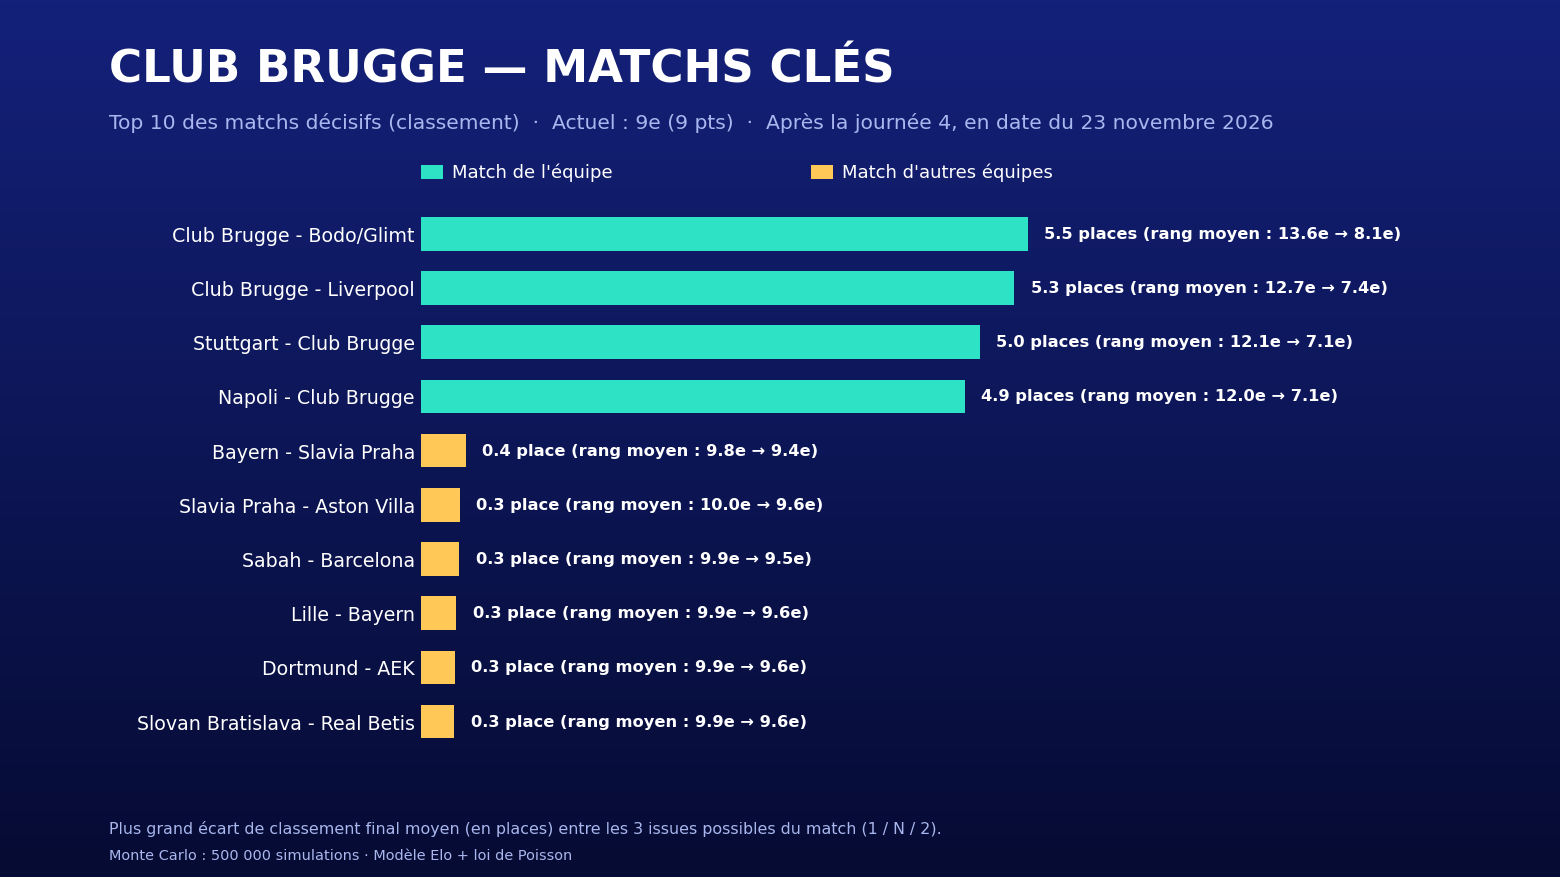 CLUB BRUGGE — MATCHS CLÉS
Top 10 des matchs décisifs (classement) · Actuel : 9e (9 pts) · Après la journée 4, en date du 23 novembre 2026
Match de l'équipe Match d'autres équipes
Club Brugge - Bodo/Glimt 5.5 places (rang moyen : 13.6e → 8.1e)
Club Brugge - Liverpool 5.3 places (rang moyen : 12.7e → 7.4e)
Stuttgart - Club Brugge 5.0 places (rang moyen : 12.1e → 7.1e)
Napoli - Club Brugge 4.9 places (rang moyen : 12.0e → 7.1e)
Bayern - Slavia Praha 0.4 place (rang moyen : 9.8e → 9.4e)
Slavia Praha - Aston Villa 0.3 place (rang moyen : 10.0e → 9.6e)
Sabah - Barcelona 0.3 place (rang moyen : 9.9e → 9.5e)
Lille - Bayern 0.3 place (rang moyen : 9.9e → 9.6e)
Dortmund - AEK 0.3 place (rang moyen : 9.9e → 9.6e)
Slovan Bratislava - Real Betis 0.3 place (rang moyen : 9.9e → 9.6e)
Plus grand écart de classement final moyen (en places) entre les 3 issues possibles du match (1 / N / 2).
Monte Carlo : 500 000 simulations · Modèle Elo + loi de Poisson